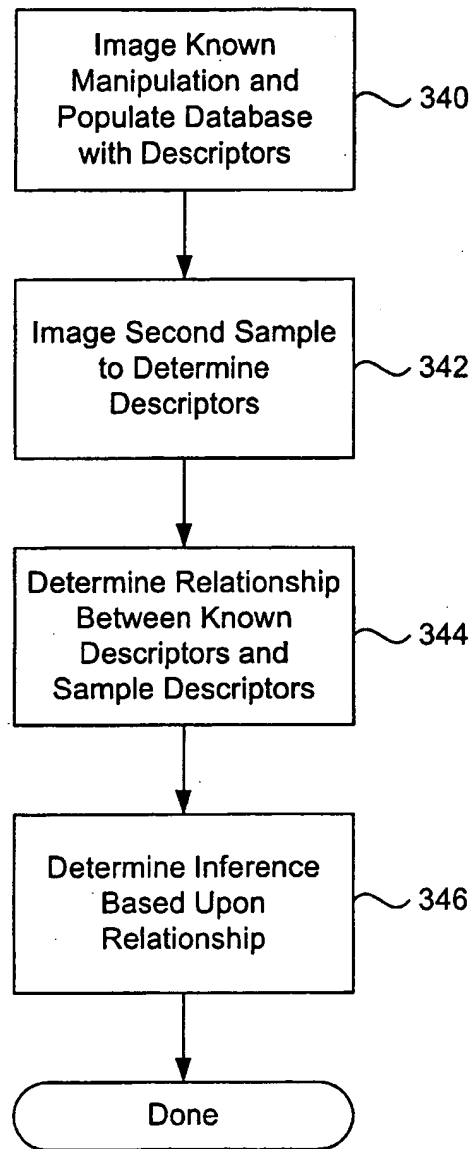 Image Known
Manipulation and
Populate Database
with Descriptors
340
Image Second Sample
to Determine
Descriptors
342
Determine Relationship
Between Known
Descriptors and
Sample Descriptors
344
Determine Inference
Based Upon
Relationship
346
Done